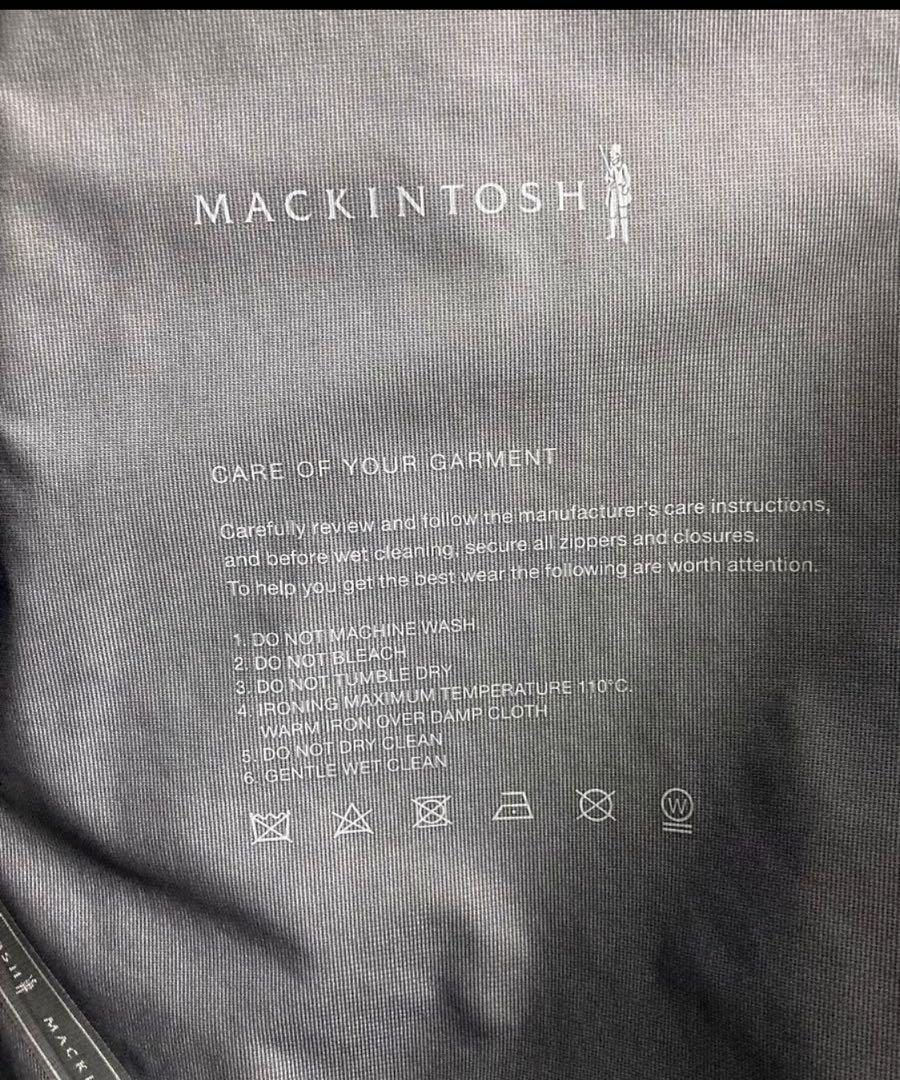 MACKINTOSH
CARE OF YOUR GARMENT
Carefully review and follow the manufacturer's care instructions,
and before wet cleaning, secure all zippers and closures.
To help you get the best wear the following are worth attention.
1. DO NOT MACHINE WASH
2. DO NOT BLEACH
3. DO NOT TUMBLE DRY
4. IRONING MAXIMUM TEMPERATURE 110°C.
WARM IRON OVER DAMP CLOTH
5. DO NOT DRY CLEAN
6. GENTLE WET CLEAN
W
SH MACKI